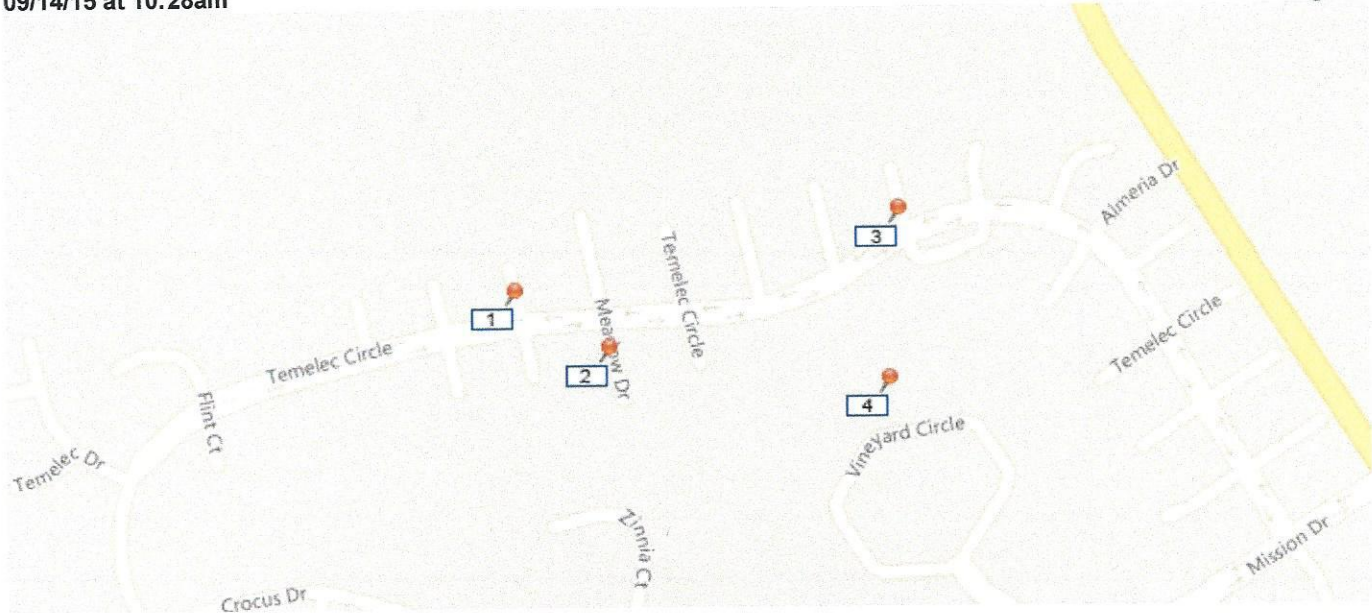 09/14/15 at 10:28am
Almeria Dr
3
Temelec Circle
1
Meadow Dr
Temelec Circle
Temelec Circle
2
4
Flint Ct
Vineyard Circle
Temelec Dr
Zinnia Ct
Mission Dr
Crocus Dr